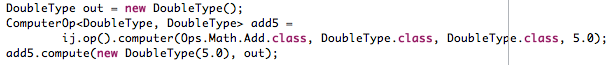 DoubleType out = new DoubleType();
ComputerOp<DoubleType, DoubleType> add5 =
ij.op().computer(Ops.Math.Add.class, DoubleType.class, DoubleType.class, 5.0);
add5.compute(new DoubleType(5.0), out);